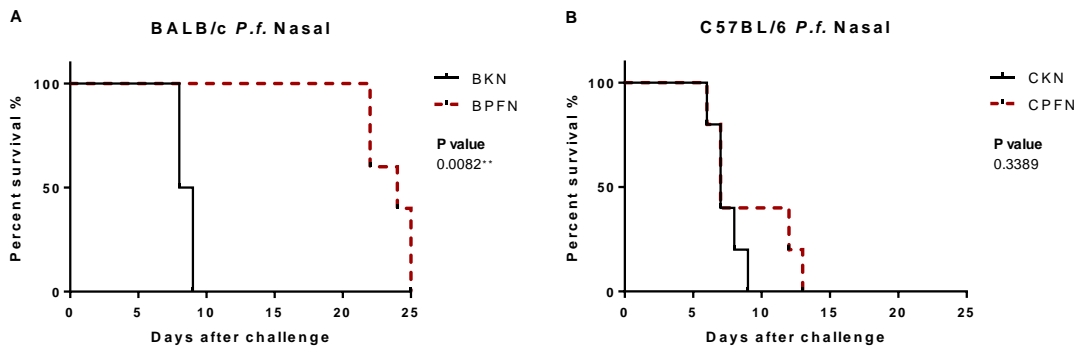 A
BALB/c P.f. Nasal
Percent survival %
100
50
0
0 5 10 15 20 25
Days after challenge
BKN
BPFN
P value
0.0082**
B
C57BL/6 P.f. Nasal
Percent survival %
100
50
0
0 5 10 15 20 25
Days after challenge
CKN
CPFN
P value
0.3389